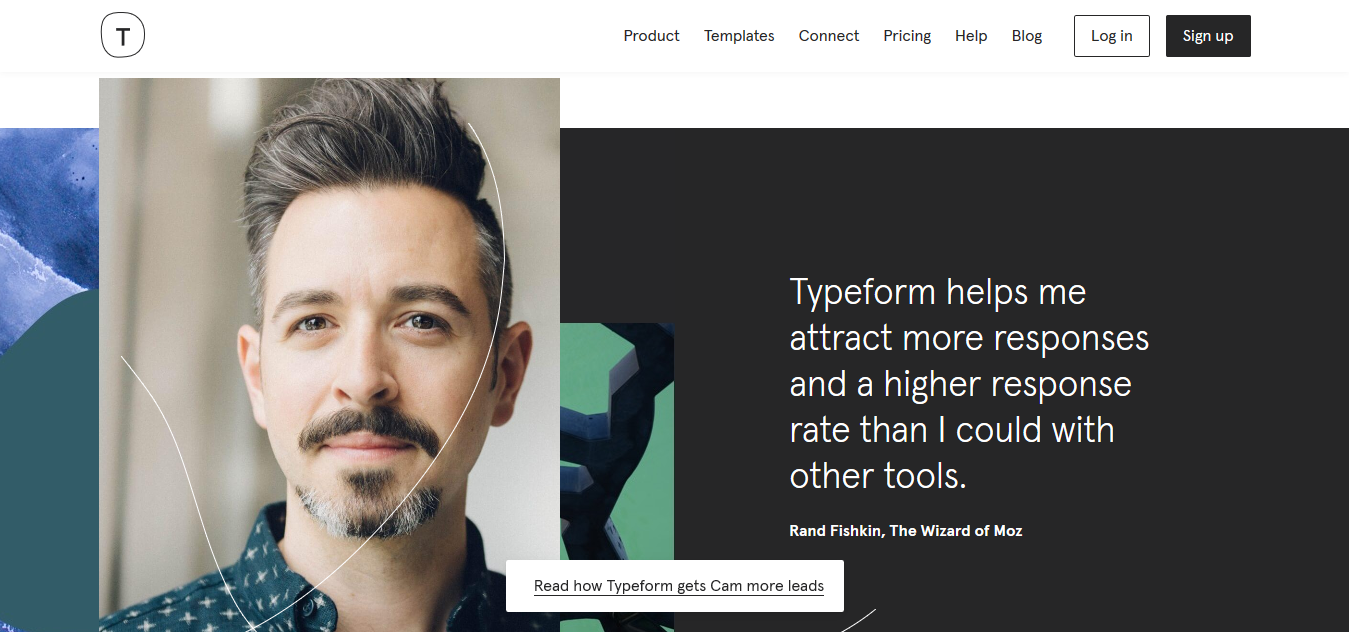 T
Product Templates Connect Pricing Help Blog Log in Sign up
Typeform helps me
attract more responses
and a higher response
rate than I could with
other tools.
Rand Fishkin, The Wizard of Moz
Read how Typeform gets Cam more leads